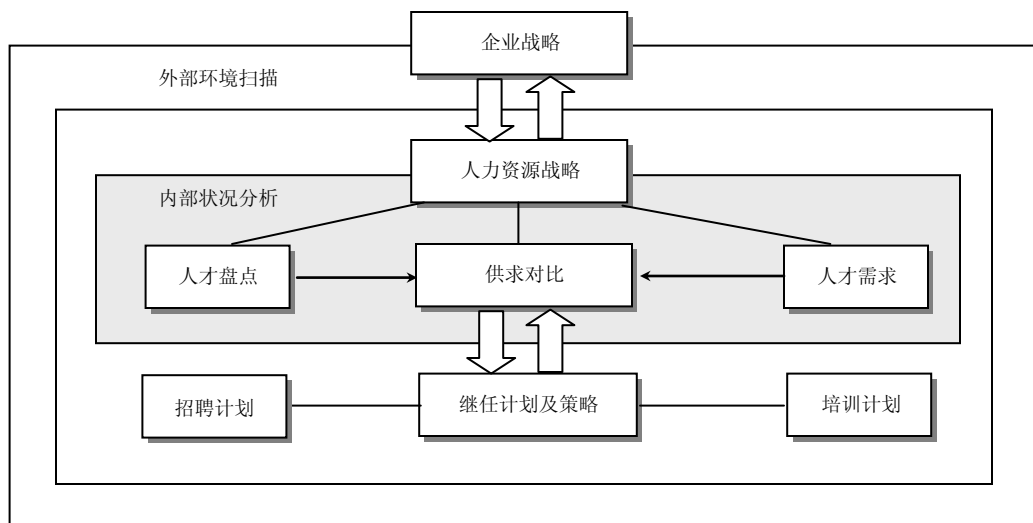 企业战略
外部环境扫描
人力资源战略
内部状况分析
人才盘点
供求对比
人才需求
招聘计划
继任计划及策略
培训计划